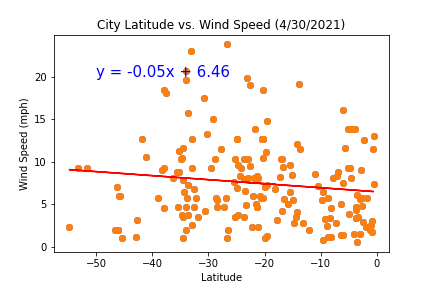 City Latitude vs. Wind Speed (4/30/2021)
y = -0.05x + 6.46
20
15
10
5
0
Wind Speed (mph)
−50 −40 −30 −20 −10 0
Latitude